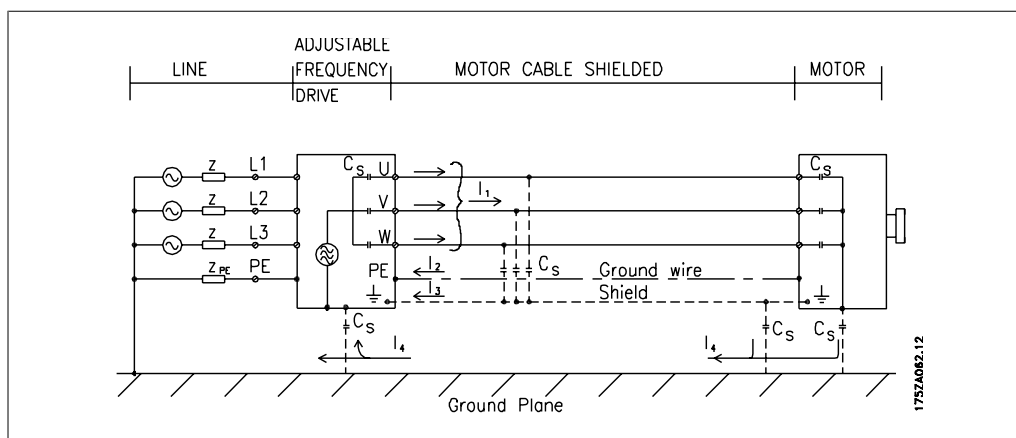 ADJUSTABLE
LINE FREQUENCY MOTOR CABLE SHIELDED MOTOR
DRIVE
Z L1 CS U CS
I1
Z L2 V
Z L3 W
ZPE PE PE I2 CS Ground wire
I3 Shield
CS CS CS
I4 I4
Ground Plane
175ZA062.12